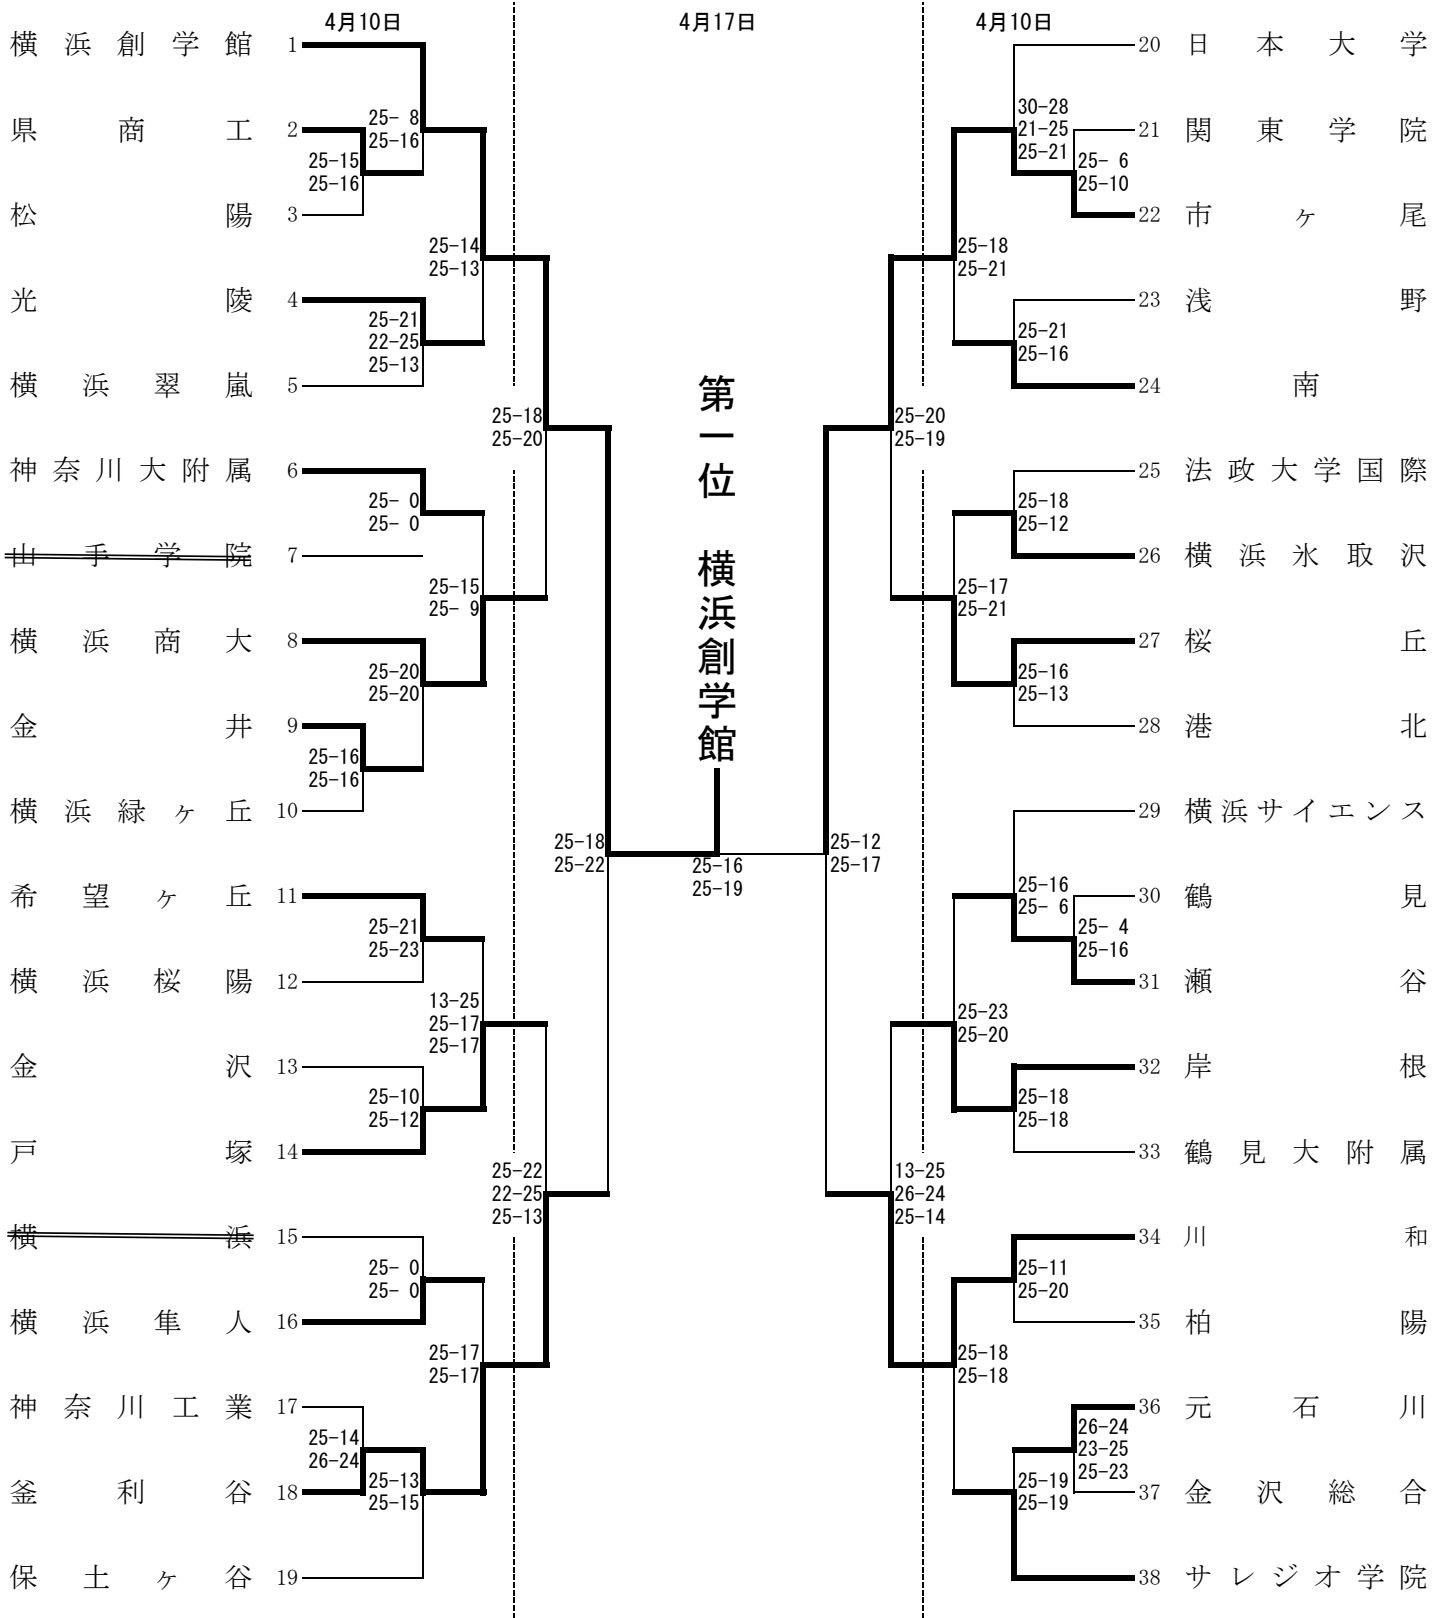 4月10日 4月17日 4月10日
横浜創学館 1
県商工 2
松陽 3
光陵 4
横浜翠嵐 5
神奈川大附属 6
山手学院 7
横浜商大 8
金井 9
横浜緑ヶ丘 10
希望ヶ丘 11
横浜桜陽 12
金沢 13
戸塚 14
横浜 15
横浜隼人 16
神奈川工業 17
釜利谷 18
保土ヶ谷 19
25-15
25-16
25- 8
25-16
25-14
25-13
25-21
22-25
25-13
25-18
25-20
25- 0
25- 0
25-15
25- 9
25-20
25-20
25-16
25-16
25-18
25-22
25-21
25-23
13-25
25-17
25-17
25-10
25-12
25-22
22-25
25-13
25- 0
25- 0
25-17
25-17
25-14
26-24
25-13
25-15
第一位 横浜創学館
25-16
25-19
30-28
21-25
25-21
25- 6
25-10
25-18
25-21
25-21
25-16
25-20
25-19
25-18
25-12
25-17
25-21
25-16
25-13
25-12
25-17
25-16
25- 6
25- 4
25-16
25-23
25-20
25-18
25-18
13-25
26-24
25-14
25-11
25-20
25-18
25-18
26-24
23-25
25-23
25-19
25-19
20 日本大学
21 関東学院
22 市ヶ尾
23 浅野
24 南
25 法政大学国際
26 横浜氷取沢
27 桜丘
28 港北
29 横浜サイエンス
30 鶴見
31 瀬谷
32 岸根
33 鶴見大附属
34 川和
35 柏陽
36 元石川
37 金沢総合
38 サレジオ学院